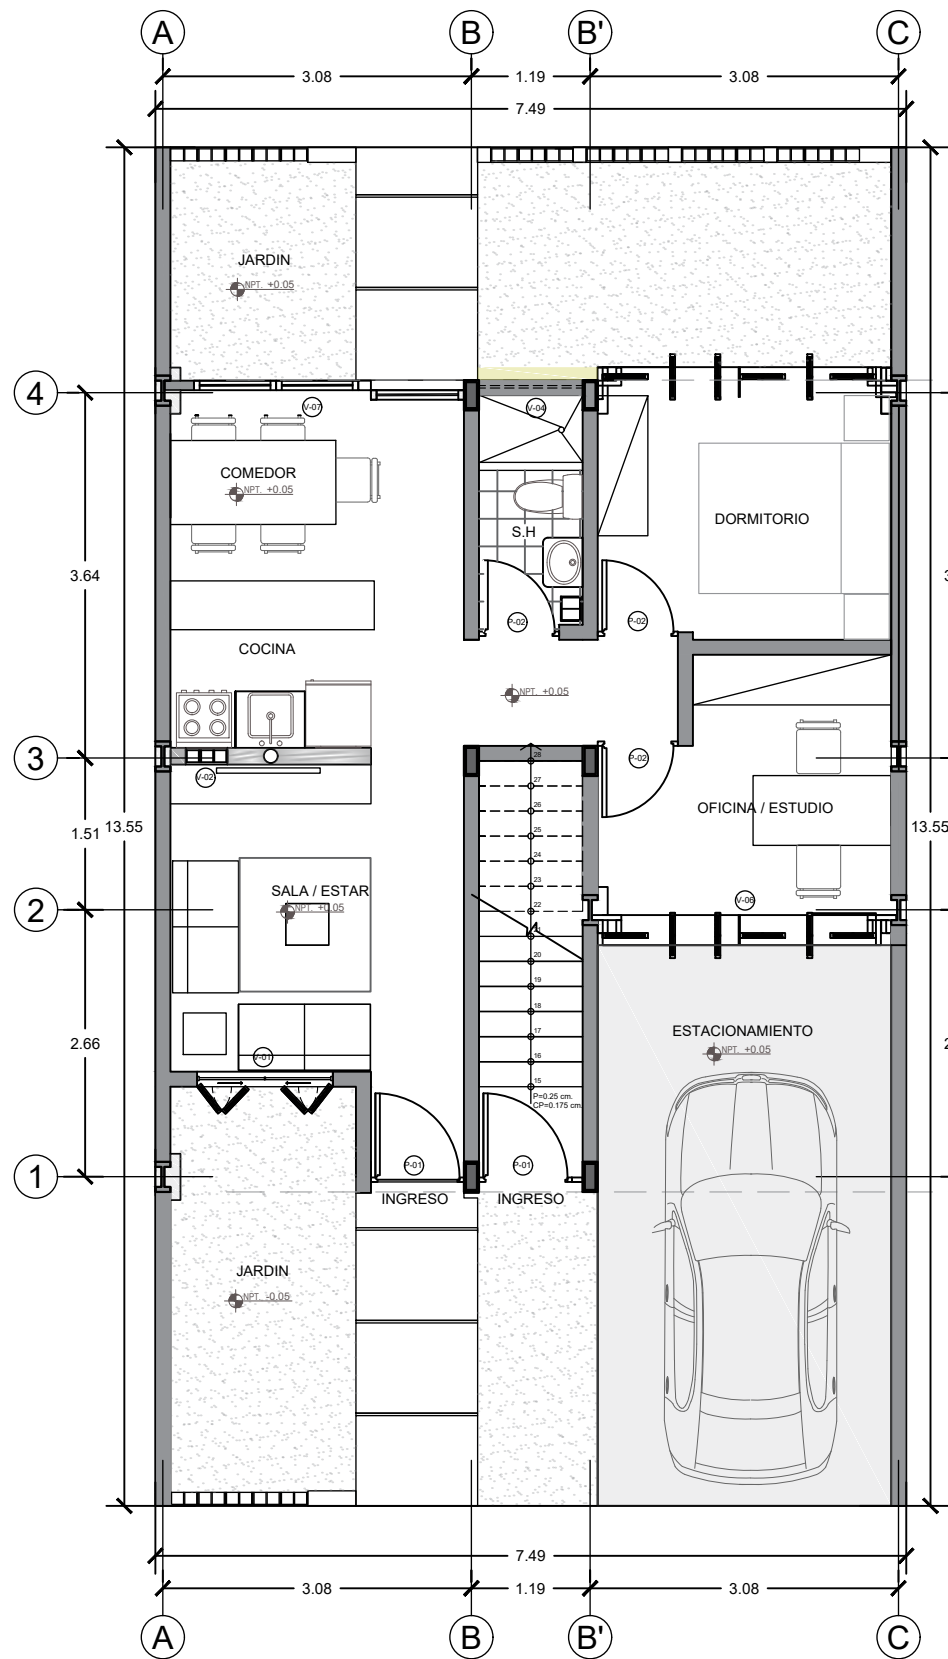 A B B' C
3.08 1.19 3.08
7.49
JARDIN
NPT. +0.05
4
V-07
V-04
COMEDOR
NPT. +0.05
DORMITORIO
S.H
3.64
3
P-02
P-02
COCINA
NPT. +0.05
3
28
P-02
V-02
27
26
OFICINA / ESTUDIO
25
1.51
13.55
13.55
24
SALA / ESTAR
23
V-06
2
NPT. +0.05
22
21
20
19
18
ESTACIONAMIENTO
17
2.66
NPT. +0.05
2
V-01
16
15
P=0.25 cm.
CP=0.175 cm.
P-01
P-01
1
INGRESO
INGRESO
JARDIN
NPT. -0.05
7.49
3.08 1.19 3.08
A B B' C